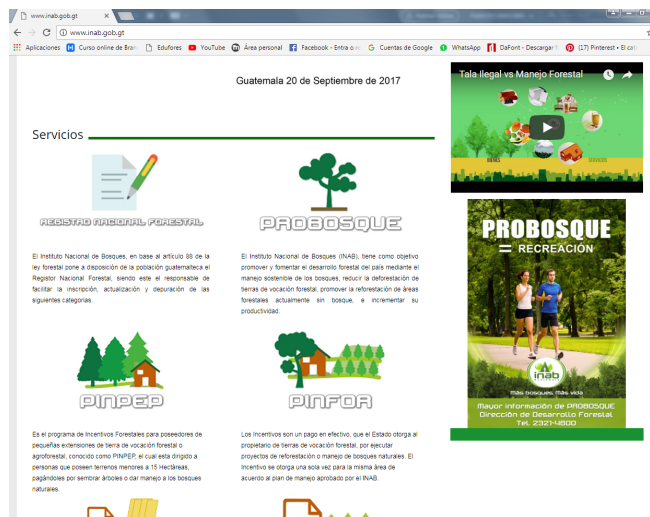 www.inab.gob.gt
www.inab.gob.gt
Aplicaciones
Curso online de Bran
Edufores
YouTube
Área personal
Facebook - Entra o re
Cuentas de Google
WhatsApp
DaFont - Descargar f
(17) Pinterest • El cat
Guatemala 20 de Septiembre de 2017
Servicios
REGISTRO NACIONAL FORESTAL
El Instituto Nacional de Bosques, en base al artículo 88 de la
ley forestal pone a disposición de la población guatemalteca el
Registor Nacional Forestal, siendo este el responsable de
facilitar la inscripción, actualización y depuración de las
siguientes categorias.
PROBOSQUE
El Instituto Nacional de Bosques (INAB), tiene como objetivo
promover y fomentar el desarrollo forestal del país mediante el
manejo sostenible de los bosques, reducir la deforestación de
tierras de vocación forestal, promover la reforestación de áreas
forestales actualmente sin bosque, e incrementar su
productividad.
PINPEP
Es el programa de Incentivos Forestales para poseedores de
pequeñas extensiones de tierra de vocación forestal o
agroforestal, conocido como PINPEP, el cual esta dirigido a
personas que poseen terrenos menores a 15 Hectáreas,
pagándoles por sembrar árboles o dar manejo a los bosques
naturales.
PINFOR
Los Incentivos son un pago en efectivo, que el Estado otorga al
propietario de tierras de vocación forestal, por ejecutar
proyectos de reforestación o manejo de bosques naturales. El
Incentivo se otorga una sola vez para la misma área de
acuerdo al plan de manejo aprobado por el INAB.
Tala Ilegal vs Manejo Forestal
BIENES
SERVICIOS
PROBOSQUE
= RECREACIÓN
inab
Más bosques, Más vida
Mayor información de PROBOSQUE
Dirección de Desarrollo Forestal
Tel. 2321-4600